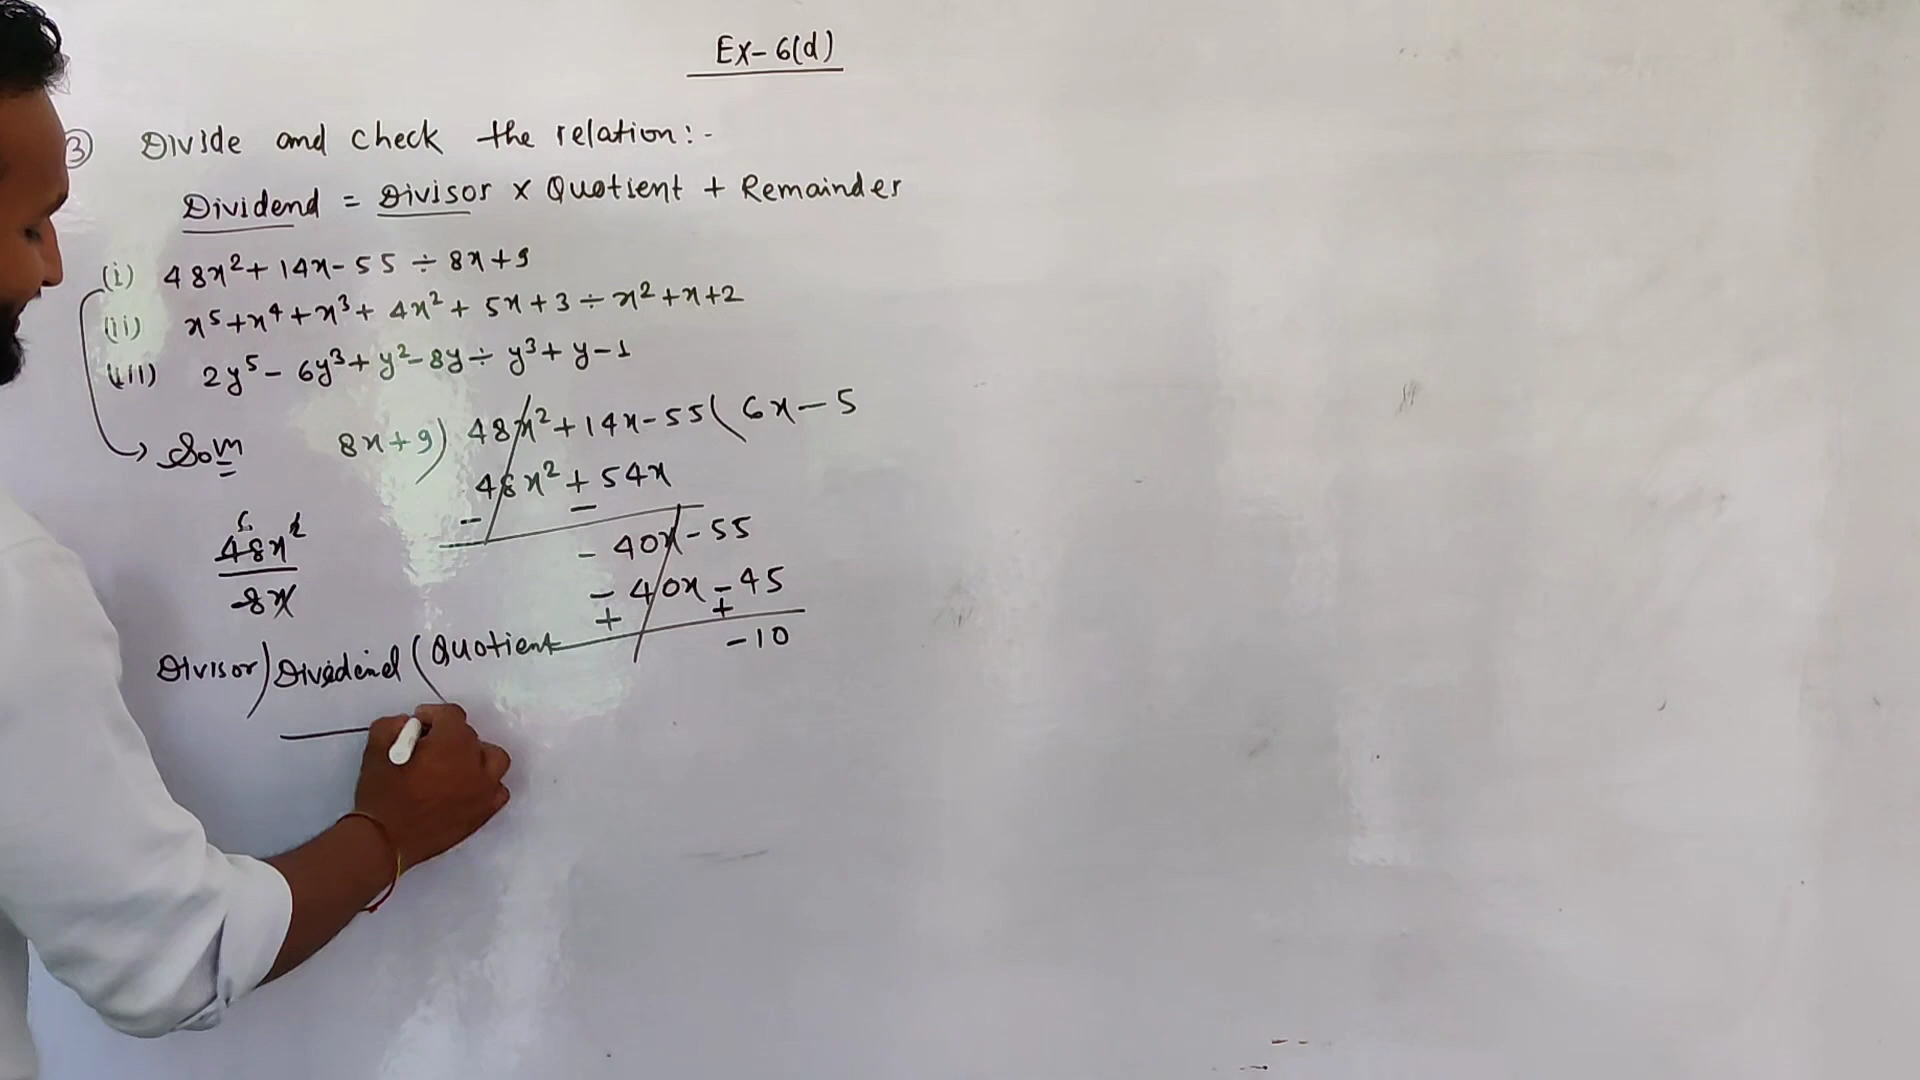 Ex-6(d)
③ Divide and check the relation:-
Dividend = Divisor × Quotient + Remainder
(i) 48x²+14x-55 ÷ 8x+9
(ii) x⁵+x⁴+x³+4x²+5x+3÷x²+x+2
(iii) 2y⁵-6y³+y²-8y÷y³+y-1
8x+9) 48x²+14x-55( 6x-5
Soln
48x²+54x
- -
6
48x²
8x
-40x-55
-40x-45
+ +
-10
Divisor) Dividend (Quotient